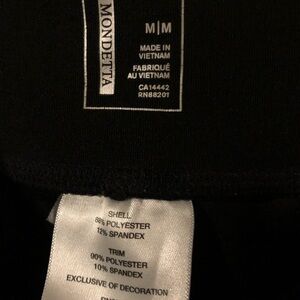 MONDETTA
M|M
MADE IN
VIETNAM
FABRIQUÉ
AU VIETNAM
CA14442
RN88201
SHELL
88% POLYESTER
12% SPANDEX
TRIM
90% POLYESTER
10% SPANDEX
EXCLUSIVE OF DECORATION